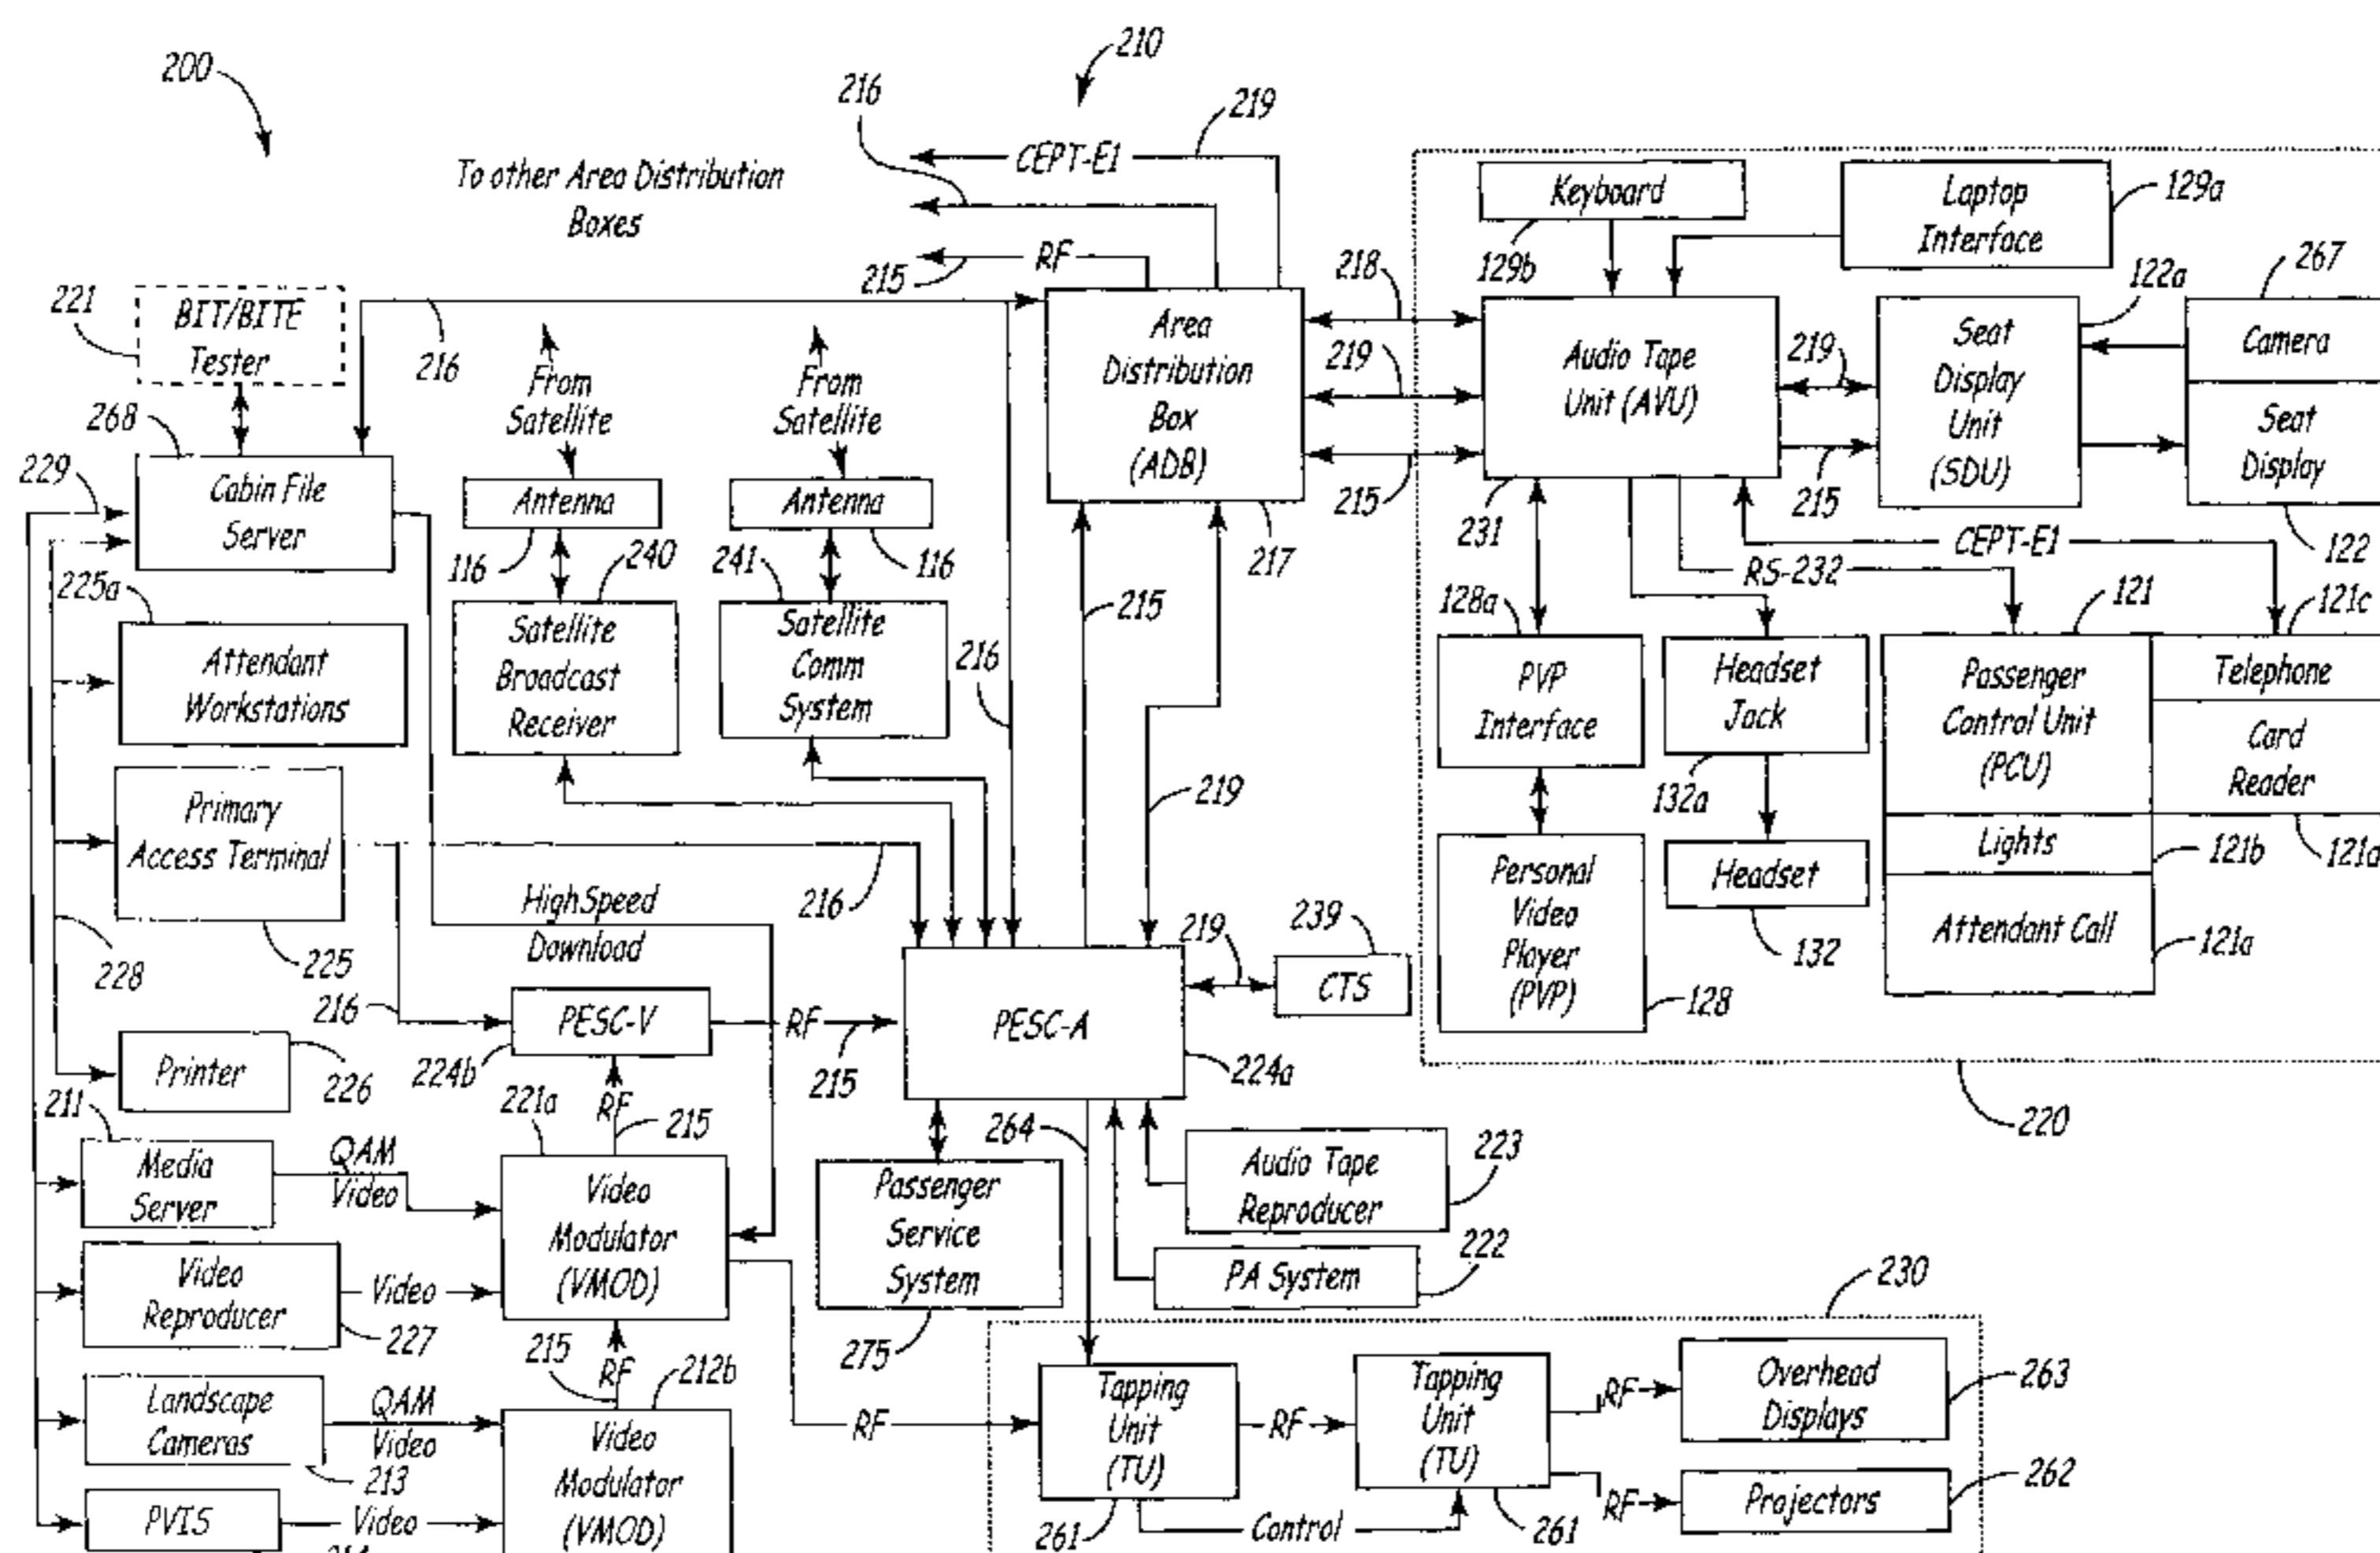 200
210
216
219
CEPT-E1
To other Area Distribution
Boxes
RF
215
221
BIT/BITE
Tester
216
268
229
Cabin File
Server
From
Satellite
From
Satellite
Antenna
Antenna
116
240
241
116
Satellite
Broadcast
Receiver
Satellite
Comm
System
225a
Attendant
Workstations
Primary
Access Terminal
228
225
216
High Speed
Download
216
Area
Distribution
Box
(ADB)
217
218
219
215
215
216
219
Keyboard
129b
Laptop
Interface
129a
Audio Tape
Unit (AVU)
231
219
215
Seat
Display
Unit
(SDU)
122a
267
Camera
Seat
Display
122
CEPT-E1
RS-232
128a
PVP
Interface
Headset
Jack
132a
121
Passenger
Control Unit
(PCU)
121c
Telephone
Card
Reader
Lights
121b
121d
Attendant Call
121a
Personal
Video
Player
(PVP)
128
Headset
132
220
PESC-V
224b
RF
215
PESC-A
224a
219
239
CTS
Printer
226
211
Media
Server
QAM
Video
221a
RF
215
Video
Modulator
(VMOD)
Video
Reproducer
227
Video
Landscape
Cameras
213
QAM
Video
215
RF
212b
Video
Modulator
(VMOD)
PVIS
Video
264
Passenger
Service
System
275
Audio Tape
Reproducer
223
PA System
222
230
RF
Tapping
Unit
(TU)
261
RF
Tapping
Unit
(TU)
261
Control
RF
Overhead
Displays
263
RF
Projectors
262